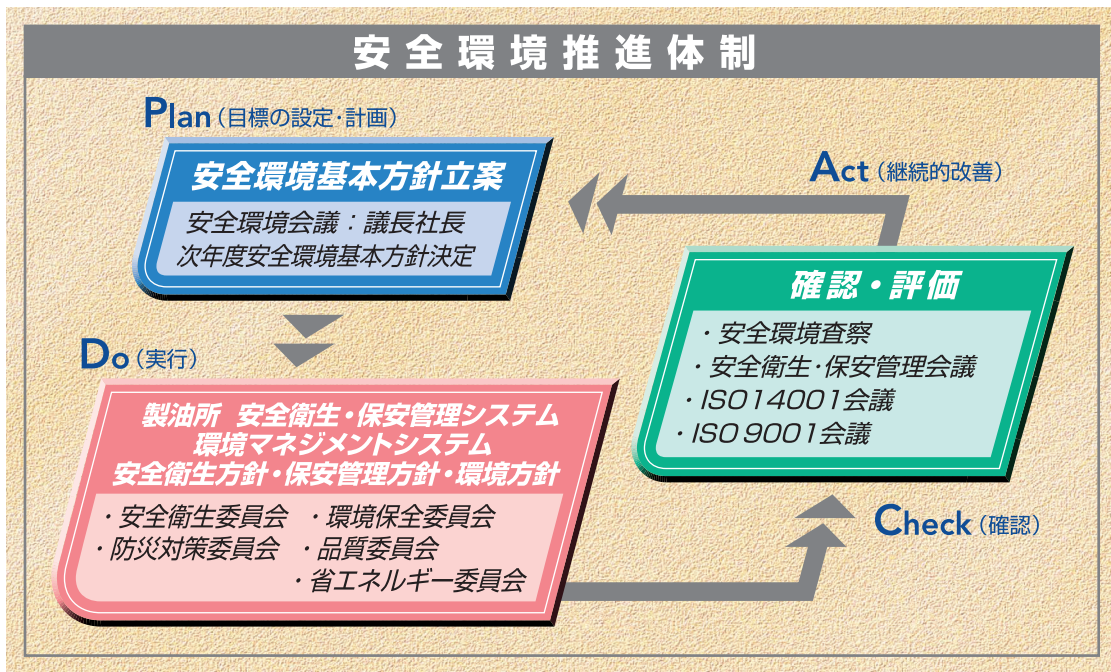 安全環境推進体制
Plan（目標の設定・計画）
安全環境基本方針立案
安全環境会議：議長社長
次年度安全環境基本方針決定
Do（実行）
製油所 安全衛生・保安管理システム
環境マネジメントシステム
安全衛生方針・保安管理方針・環境方針
・安全衛生委員会 ・環境保全委員会
・防災対策委員会 ・品質委員会
・省エネルギー委員会
Check（確認）
確認・評価
・安全環境査察
・安全衛生・保安管理会議
・ISO14001会議
・ISO9001会議
Act（継続的改善）